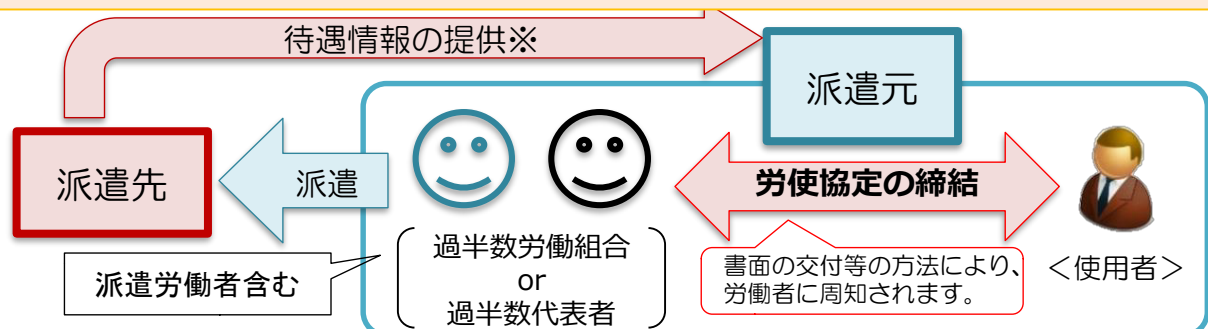 待遇情報の提供※
派遣元
派遣先
派遣
労使協定の締結
過半数労働組合
or
過半数代表者
派遣労働者含む
書面の交付等の方法により、
労働者に周知されます。
＜使用者＞